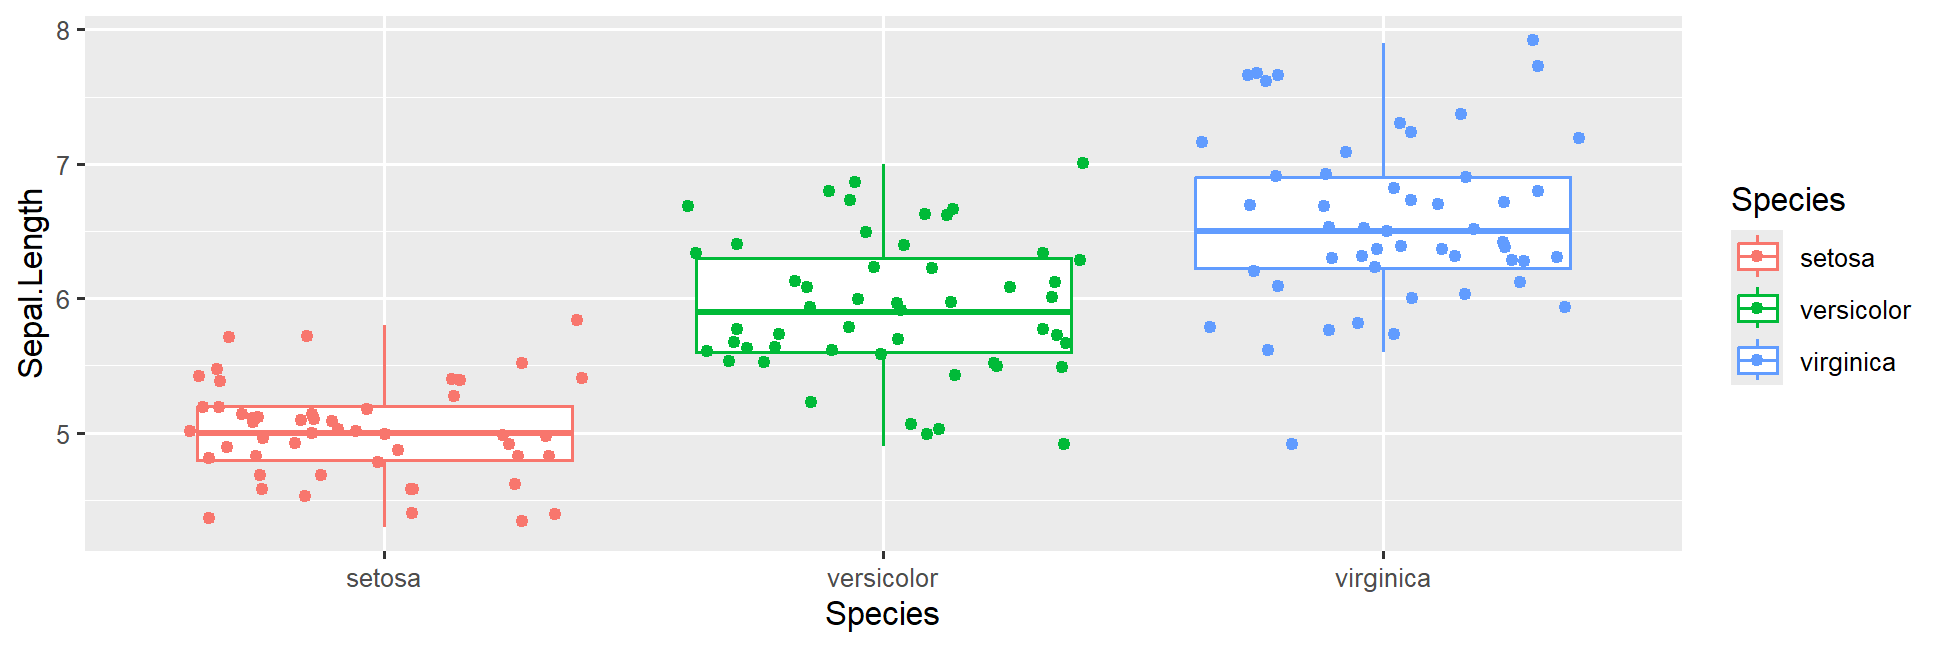 8
7
6
5
Sepal.Length
setosa
versicolor
virginica
Species
Species
setosa
versicolor
virginica